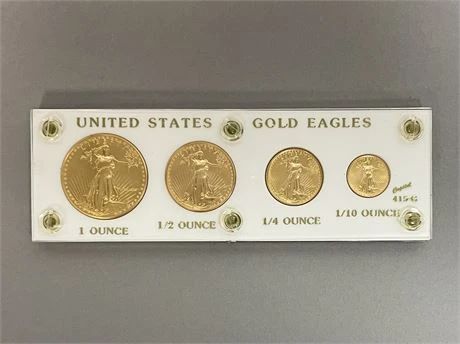 UNITED STATES GOLD EAGLES
1 OUNCE
1/2 OUNCE
1/4 OUNCE
1/10 OUNCE
Capital
415-G